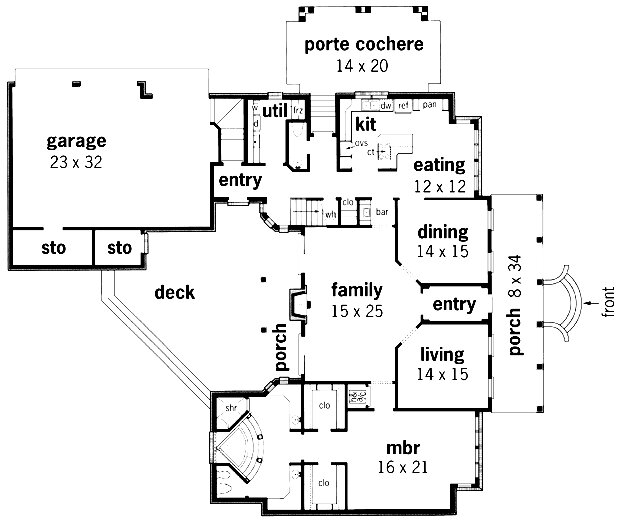 porte cochere
14 x 20
garage
23 x 32
util
w
d
frz
kit
dw
ref
pan
ovs
ct
eating
12 x 12
entry
sto
sto
wh
clo
bar
dining
14 x 15
deck
family
15 x 25
entry
porch 8 x 34
front
porch
living
14 x 15
shr
clo
clo
mbr
16 x 21